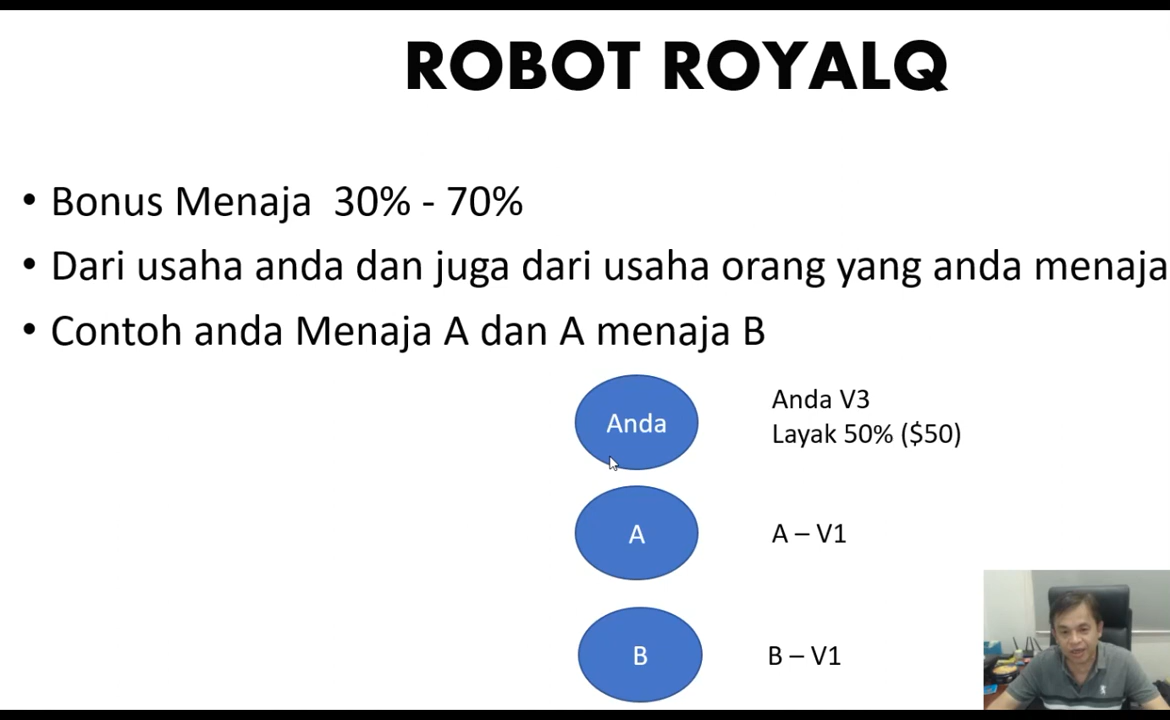 ROBOT ROYALQ
• Bonus Menaja 30% - 70%
• Dari usaha anda dan juga dari usaha orang yang anda menaja
• Contoh anda Menaja A dan A menaja B
Anda
Anda V3
Layak 50% ($50)
A
A – V1
B
B – V1